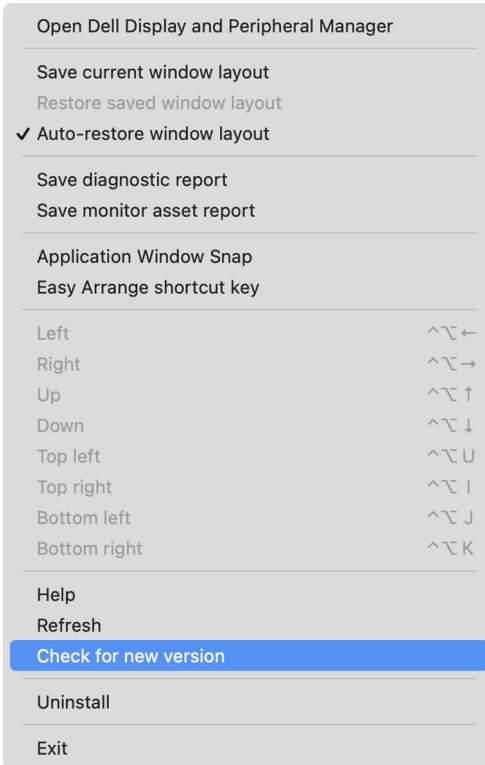 Open Dell Display and Peripheral Manager
Save current window layout
Restore saved window layout
✓ Auto-restore window layout
Save diagnostic report
Save monitor asset report
Application Window Snap
Easy Arrange shortcut key
Left ^⌥←
Right ^⌥→
Up ^⌥↑
Down ^⌥↓
Top left ^⌥U
Top right ^⌥I
Bottom left ^⌥J
Bottom right ^⌥K
Help
Refresh
Check for new version
Uninstall
Exit